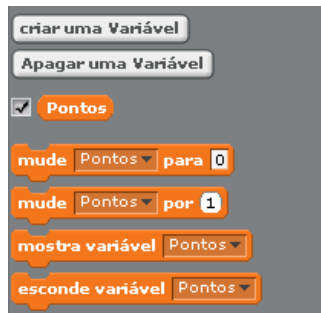 criar uma Variável
Apagar uma Variável
Pontos
mude Pontos para 0
mude Pontos por 1
mostra variável Pontos
esconde variável Pontos